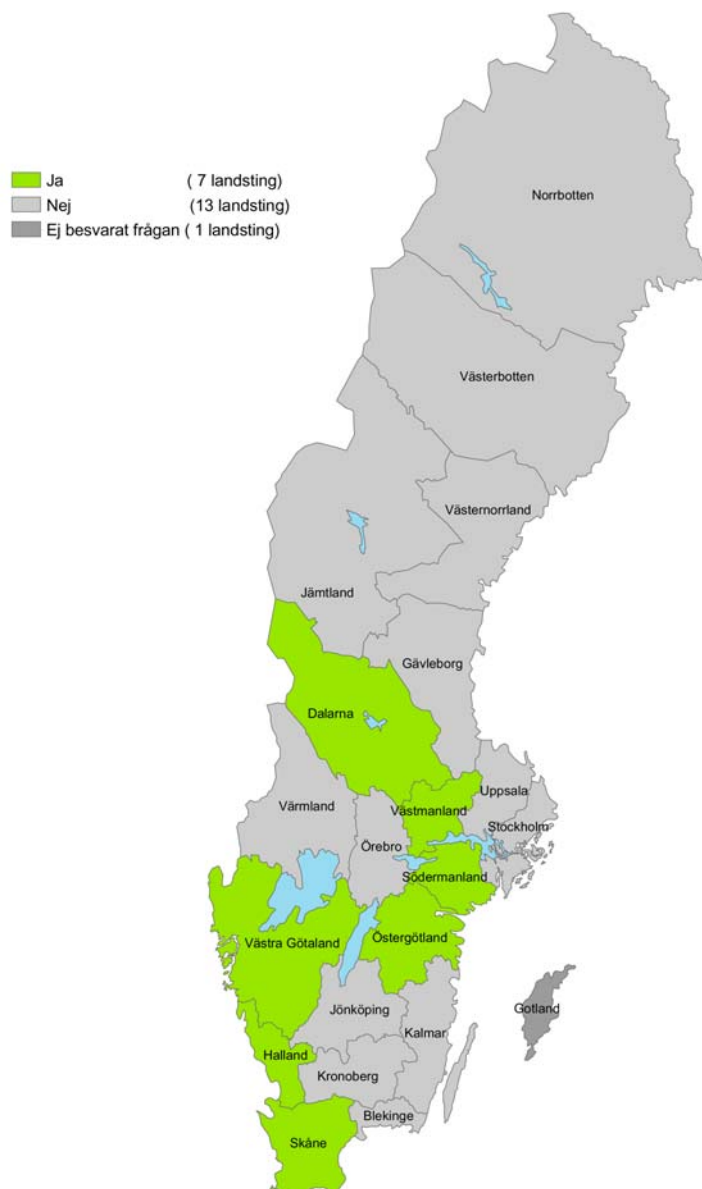 Ja ( 7 landsting)
Nej (13 landsting)
Ej besvarat frågan ( 1 landsting)
Norrbotten
Västerbotten
Västernorrland
Jämtland
Gävleborg
Dalarna
Uppsala
Värmland
Västmanland
Stockholm
Örebro
Södermanland
Västra Götaland
Östergötland
Jönköping
Gotland
Kalmar
Halland
Kronoberg
Blekinge
Skåne